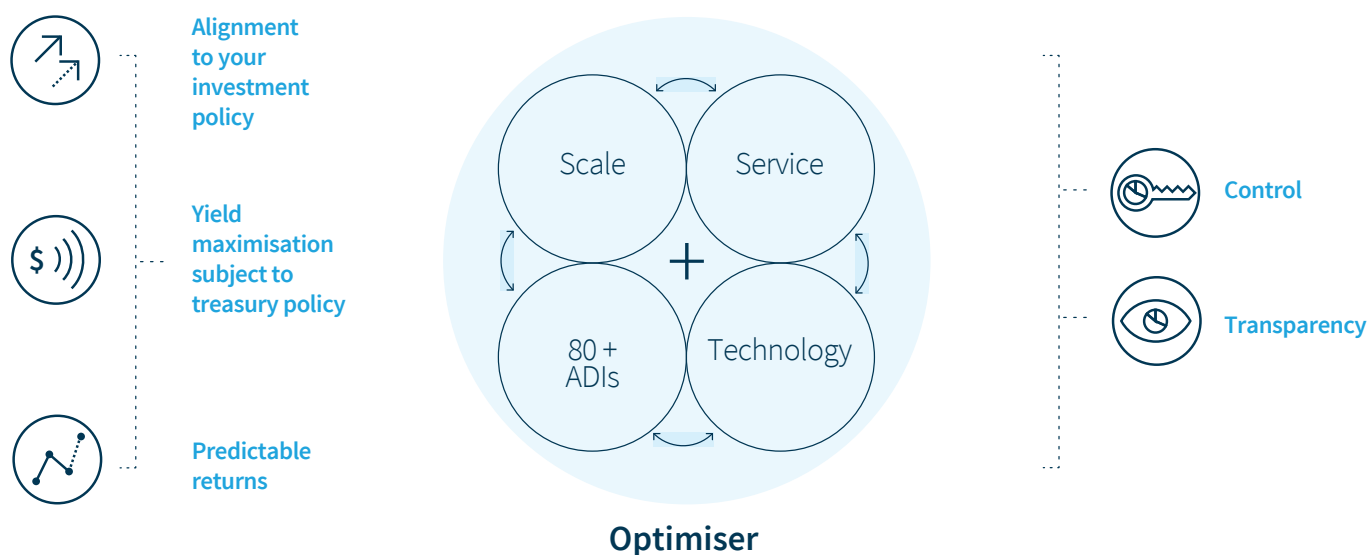 Alignment
to your
investment
policy
Yield
maximisation
subject to
treasury policy
Predictable
returns
$
Scale
Service
80 +
ADIs
Technology
Optimiser
Control
Transparency